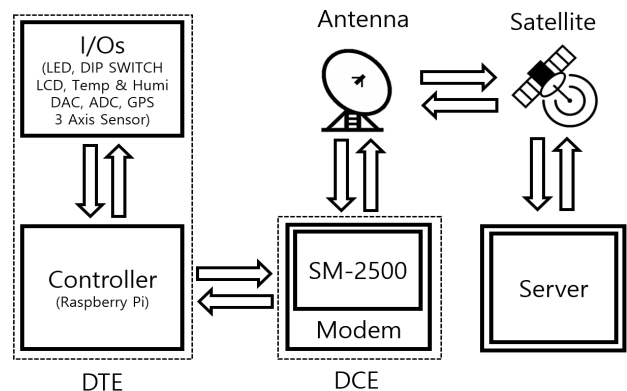 Antenna
Satellite
I/Os
(LED, DIP SWITCH
LCD, Temp & Humi
DAC, ADC, GPS
3 Axis Sensor)
Controller
(Raspberry Pi)
SM-2500
Modem
Server
DTE
DCE